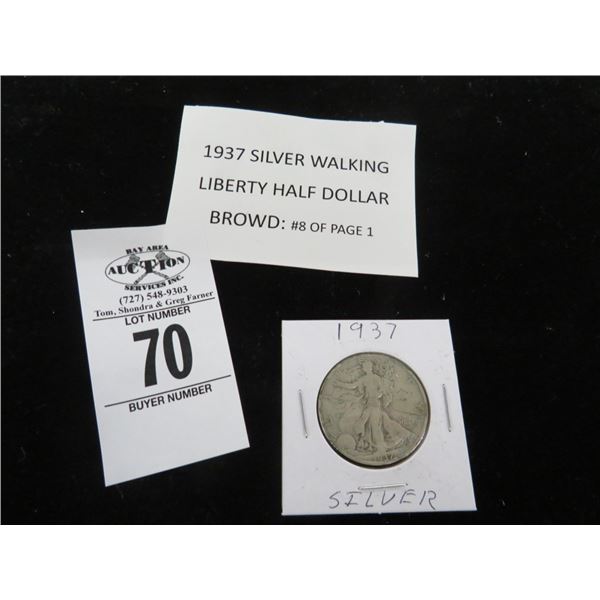 1937 SILVER WALKING
LIBERTY HALF DOLLAR
BROWD: #8 OF PAGE 1
BAY AREA
AUCTION
SERVICES INC.
(727) 548-9303
Tom, Shondra & Greg Farner
LOT NUMBER
70
BUYER NUMBER
1937
SILVER